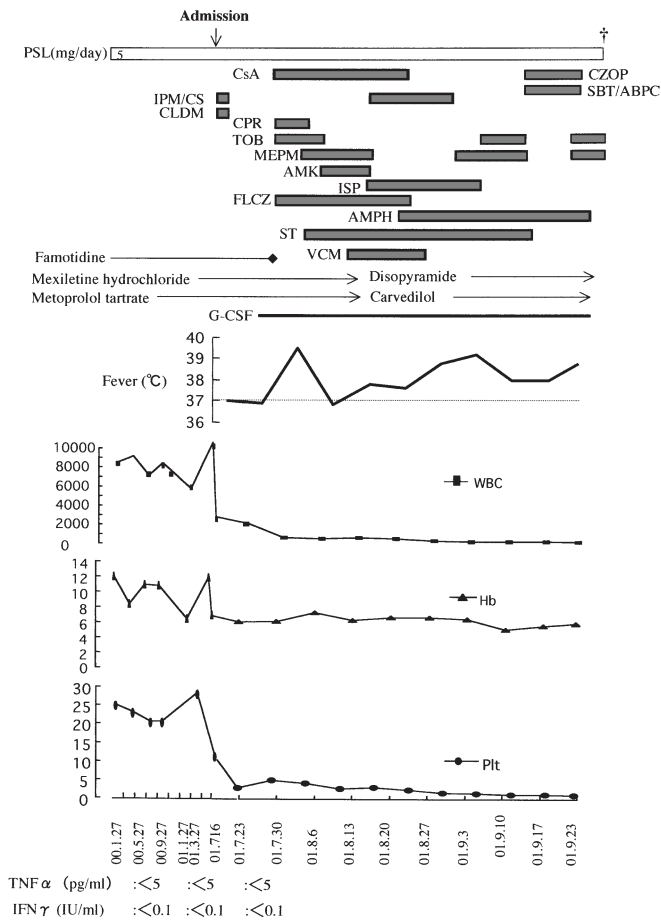 Admission
†
PSL(mg/day) 5
CsA CZOP
SBT/ABPC
IPM/CS
CLDM
CPR
TOB
MEPM
AMK
ISP
FLCZ
AMPH
ST
VCM
Famotidine
Mexiletine hydrochloride Disopyramide
Metoprolol tartrate Carvedilol
G-CSF
Fever (℃)
40
39
38
37
36
10000
8000
6000
4000
2000
0
WBC
14
12
10
8
6
4
2
0
Hb
30
25
20
15
10
5
0
Plt
00.1.27 00.5.27 00.9.27 01.1.27 01.3.27 01.716 01.7.23 01.7.30 01.8.6 01.8.13 01.8.20 01.8.27 01.9.3 01.9.10 01.9.17 01.9.23
TNF α (pg/ml) :<5 :<5 :<5
IFN γ (IU/ml) :<0.1 :<0.1 :<0.1